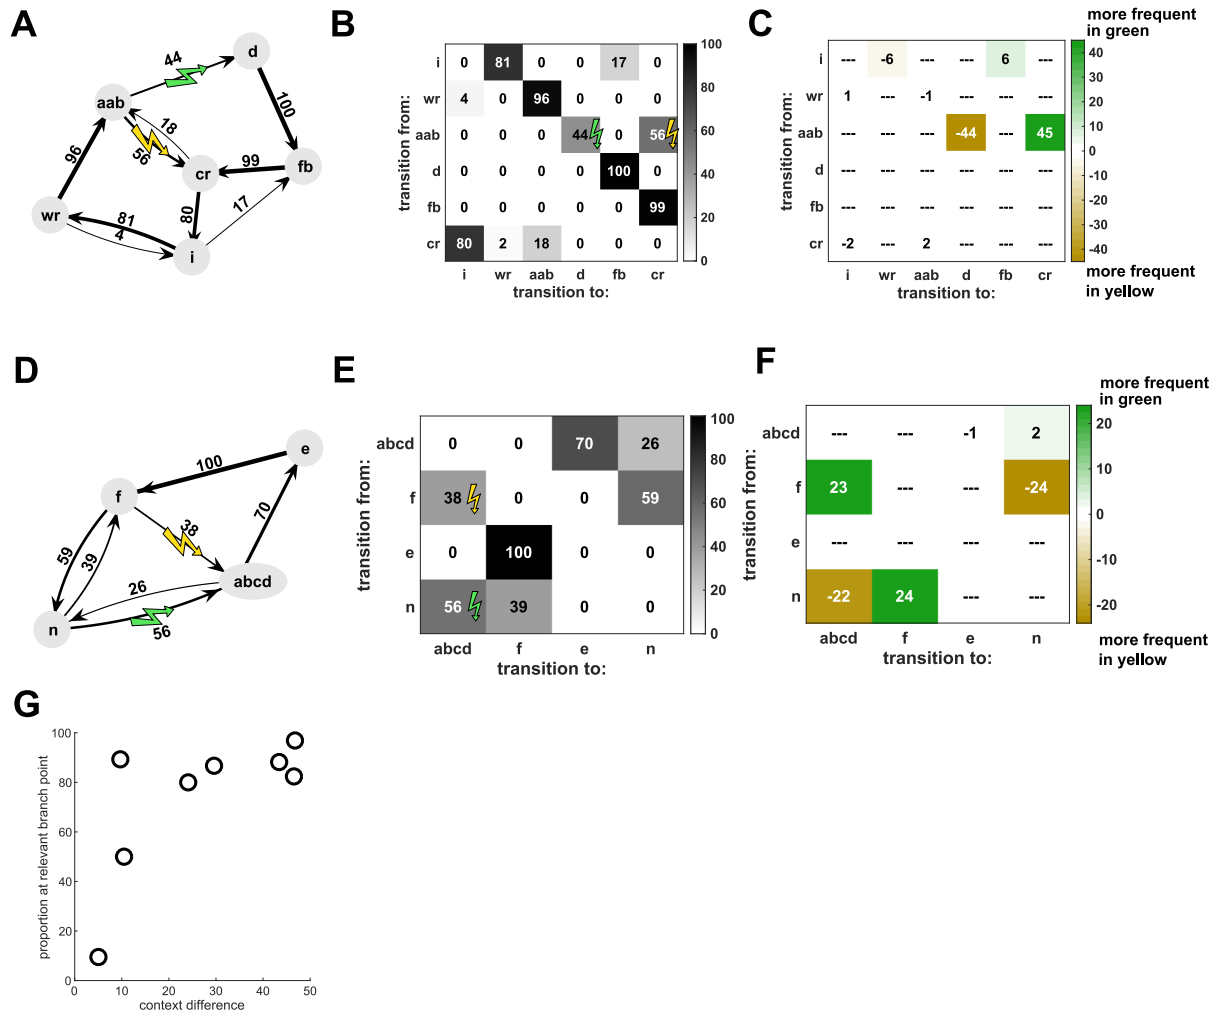 A
d
44
aab
18
100
56
96
99
cr
fb
80
17
wr
81
4
i
B
transition from:
i 0 81 0 0 17 0
wr 4 0 96 0 0 0
aab 0 0 0 44 0 56
d 0 0 0 0 100 0
fb 0 0 0 0 0 99
cr 80 2 18 0 0 0
i wr aab d fb cr
transition to:
100
80
60
40
20
0
C
more frequent
in green
transition from:
i --- -6 --- --- 6 ---
wr 1 --- -1 --- --- ---
aab --- --- --- -44 --- 45
d --- --- --- --- --- ---
fb --- --- --- --- --- ---
cr -2 --- 2 --- --- ---
i wr aab d fb cr
transition to:
40
30
20
10
0
-10
-20
-30
-40
more frequent
in yellow
D
e
100
f
38
70
59
39
26
abcd
n
56
E
transition from:
abcd 0 0 70 26
f 38 0 0 59
e 0 100 0 0
n 56 39 0 0
abcd f e n
transition to:
100
80
60
40
20
0
F
more frequent
in green
transition from:
abcd --- --- -1 2
f 23 --- --- -24
e --- --- --- ---
n -22 24 --- ---
abcd f e n
transition to:
20
10
0
-10
-20
more frequent
in yellow
G
proportion at relevant branch point
100
80
60
40
20
0
0 10 20 30 40 50
context difference